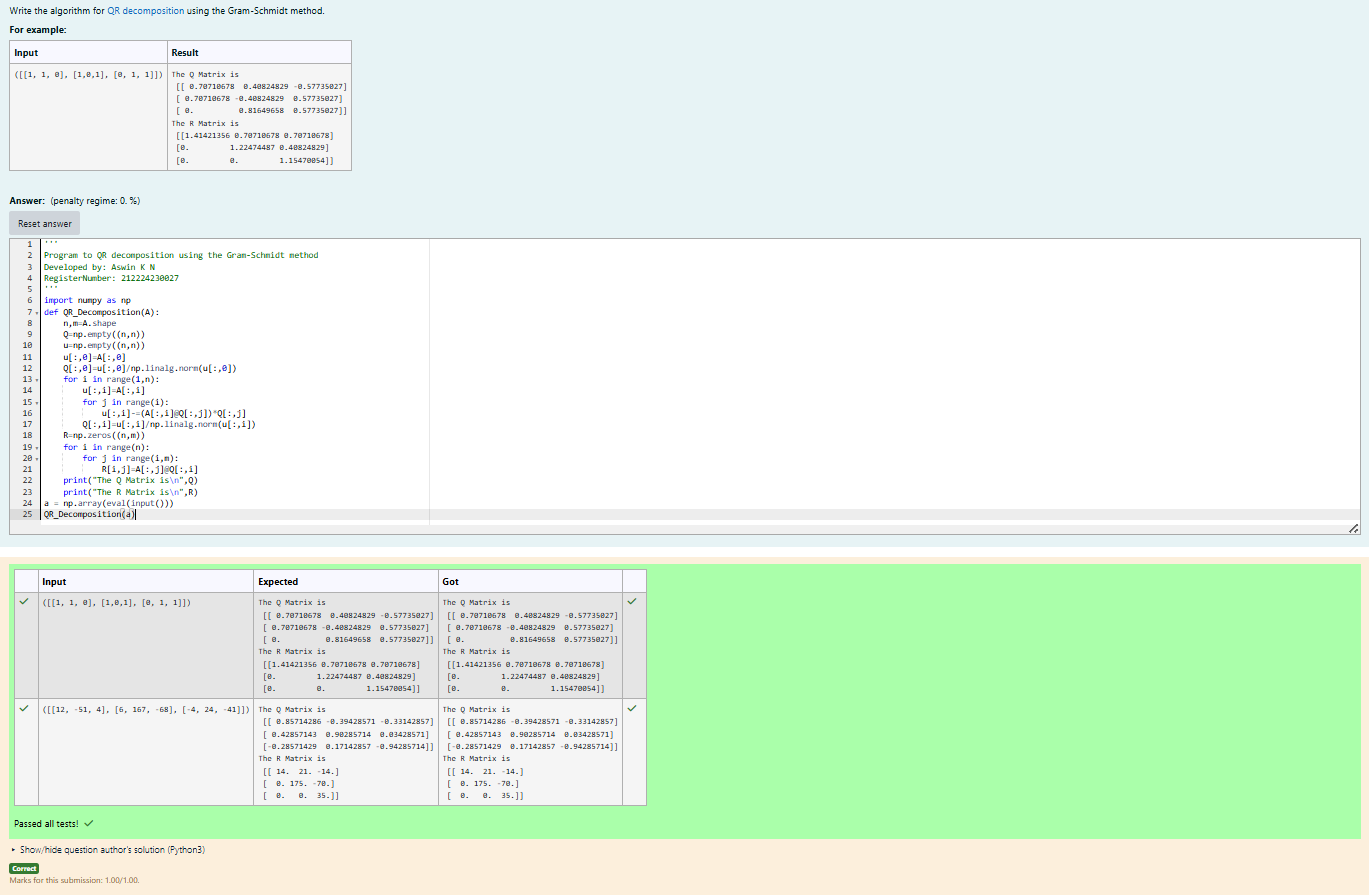 Write the algorithm for QR decomposition using the Gram-Schmidt method.
For example:
Input Result
([[1, 1, 0], [1,0,1], [0, 1, 1]]) The Q Matrix is
[[ 0.70710678 0.40824829 -0.57735027]
[ 0.70710678 -0.40824829 0.57735027]
[ 0. 0.81649658 0.57735027]]
The R Matrix is
[[1.41421356 0.70710678 0.70710678]
[0. 1.22474487 0.40824829]
[0. 0. 1.15470054]]
Answer: (penalty regime: 0. %)
Reset answer
1 '''
2 Program to QR decomposition using the Gram-Schmidt method
3 Developed by: Aswin K N
4 RegisterNumber: 212224230027
5 '''
6 import numpy as np
7 def QR_Decomposition(A):
8 n,m=A.shape
9 Q=np.empty((n,n))
10 u=np.empty((n,n))
11 u[:,0]=A[:,0]
12 Q[:,0]=u[:,0]/np.linalg.norm(u[:,0])
13 for i in range(1,n):
14 u[:,i]=A[:,i]
15 for j in range(i):
16 u[:,i]-=(A[:,i]@Q[:,j])*Q[:,j]
17 Q[:,i]=u[:,i]/np.linalg.norm(u[:,i])
18 R=np.zeros((n,m))
19 for i in range(n):
20 for j in range(i,m):
21 R[i,j]=A[:,j]@Q[:,i]
22 print("The Q Matrix is\n",Q)
23 print("The R Matrix is\n",R)
24 a = np.array(eval(input()))
25 QR_Decomposition(a)
Input Expected Got
([[1, 1, 0], [1,0,1], [0, 1, 1]]) The Q Matrix is The Q Matrix is
[[ 0.70710678 0.40824829 -0.57735027] [[ 0.70710678 0.40824829 -0.57735027]
[ 0.70710678 -0.40824829 0.57735027] [ 0.70710678 -0.40824829 0.57735027]
[ 0. 0.81649658 0.57735027]] [ 0. 0.81649658 0.57735027]]
The R Matrix is The R Matrix is
[[1.41421356 0.70710678 0.70710678] [[1.41421356 0.70710678 0.70710678]
[0. 1.22474487 0.40824829] [0. 1.22474487 0.40824829]
[0. 0. 1.15470054]] [0. 0. 1.15470054]]
([[12, -51, 4], [6, 167, -68], [-4, 24, -41]]) The Q Matrix is The Q Matrix is
[[ 0.85714286 -0.39428571 -0.33142857] [[ 0.85714286 -0.39428571 -0.33142857]
[ 0.42857143 0.90285714 0.03428571] [ 0.42857143 0.90285714 0.03428571]
[-0.28571429 0.17142857 -0.94285714]] [-0.28571429 0.17142857 -0.94285714]]
The R Matrix is The R Matrix is
[[ 14. 21. -14.] [[ 14. 21. -14.]
[ 0. 175. -70.] [ 0. 175. -70.]
[ 0. 0. 35.]] [ 0. 0. 35.]]
Passed all tests!
Show/hide question author's solution (Python3)
Correct
Marks for this submission: 1.00/1.00.